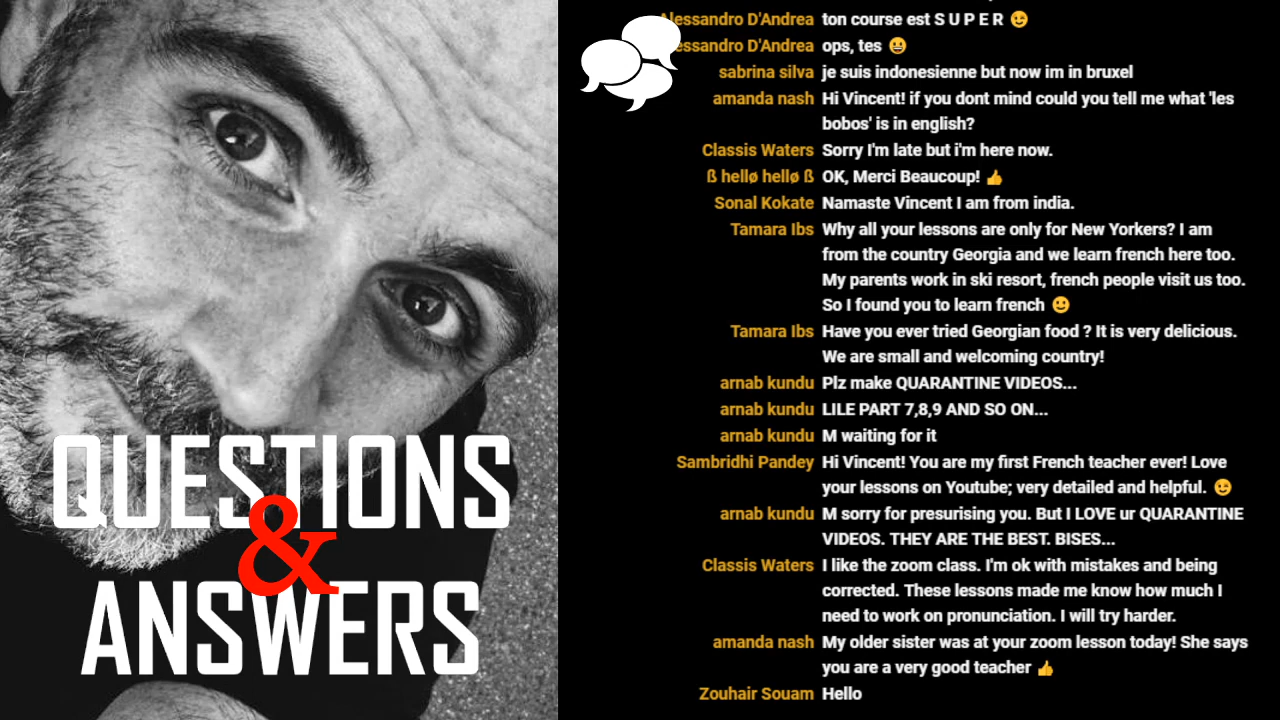 QUESTIONS
&
ANSWERS
Alessandro D'Andrea ton course est S U P E R 😉
essandro D'Andrea ops, tes 😀
sabrina silva je suis indonesienne but now im in bruxel
amanda nash Hi Vincent! if you dont mind could you tell me what 'les
bobos' is in english?
Classis Waters Sorry I'm late but i'm here now.
ß hellø hellø ß OK, Merci Beaucoup! 👍
Sonal Kokate Namaste Vincent I am from india.
Tamara Ibs Why all your lessons are only for New Yorkers? I am
from the country Georgia and we learn french here too.
My parents work in ski resort, french people visit us too.
So I found you to learn french 🙂
Tamara Ibs Have you ever tried Georgian food ? It is very delicious.
We are small and welcoming country!
arnab kundu Plz make QUARANTINE VIDEOS...
arnab kundu LILE PART 7,8,9 AND SO ON...
arnab kundu M waiting for it
Sambridhi Pandey Hi Vincent! You are my first French teacher ever! Love
your lessons on Youtube; very detailed and helpful. 😉
arnab kundu M sorry for presurising you. But I LOVE ur QUARANTINE
VIDEOS. THEY ARE THE BEST. BISES...
Classis Waters I like the zoom class. I'm ok with mistakes and being
corrected. These lessons made me know how much I
need to work on pronunciation. I will try harder.
amanda nash My older sister was at your zoom lesson today! She says
you are a very good teacher 👍
Zouhair Souam Hello